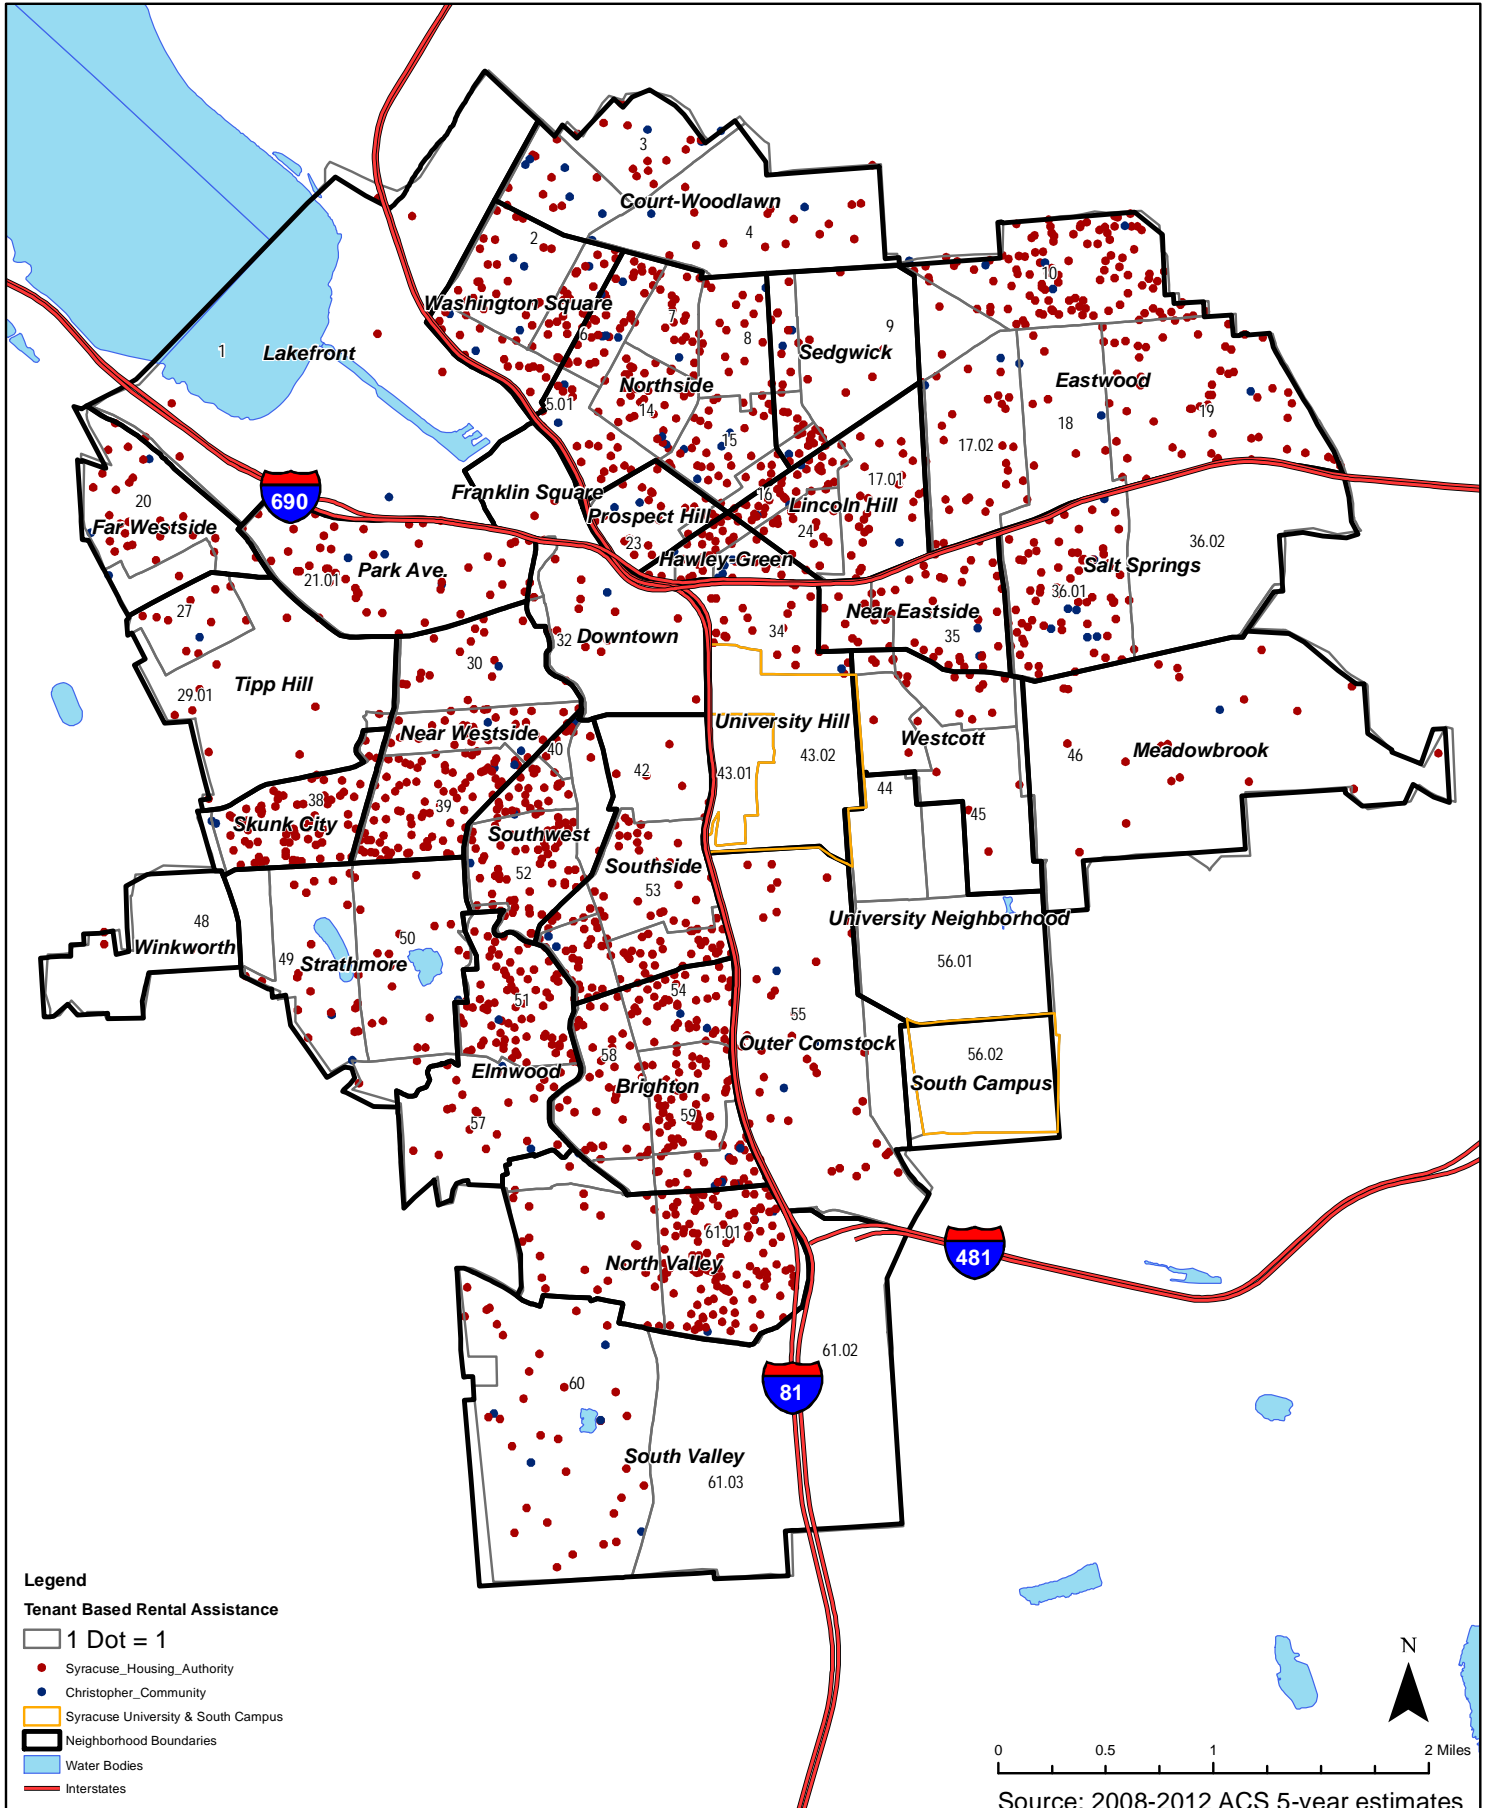 3
Court-Woodlawn
4
2
10
Washington Square
7
6
8
9
1
Lakefront
Sedgwick
Northside
Eastwood
5.01
14
19
18
15
17.02
20
690
Franklin Square
16
17.01
Far Westside
Prospect Hill
Lincoln Hill
24
23
36.02
Hawley Green
Salt Springs
Park Ave.
21.01
36.01
27
Near Eastside
34
35
32
Downtown
30
Tipp Hill
29.01
University Hill
Near Westside
Westcott
40
43.02
46
Meadowbrook
42
43.01
44
38
39
45
Skunk City
Southwest
Southside
52
53
48
University Neighborhood
Winkworth
50
49
Strathmore
56.01
54
51
55
58
Outer Comstock
56.02
Elmwood
Brighton
South Campus
59
57
61.01
North Valley
481
61.02
60
81
South Valley
61.03
Legend
Tenant Based Rental Assistance
1 Dot = 1
Syracuse_Housing_Authority
Christopher_Community
Syracuse University & South Campus
Neighborhood Boundaries
Water Bodies
Interstates
N
0 0.5 1 2 Miles
Source: 2008-2012 ACS 5-year estimates